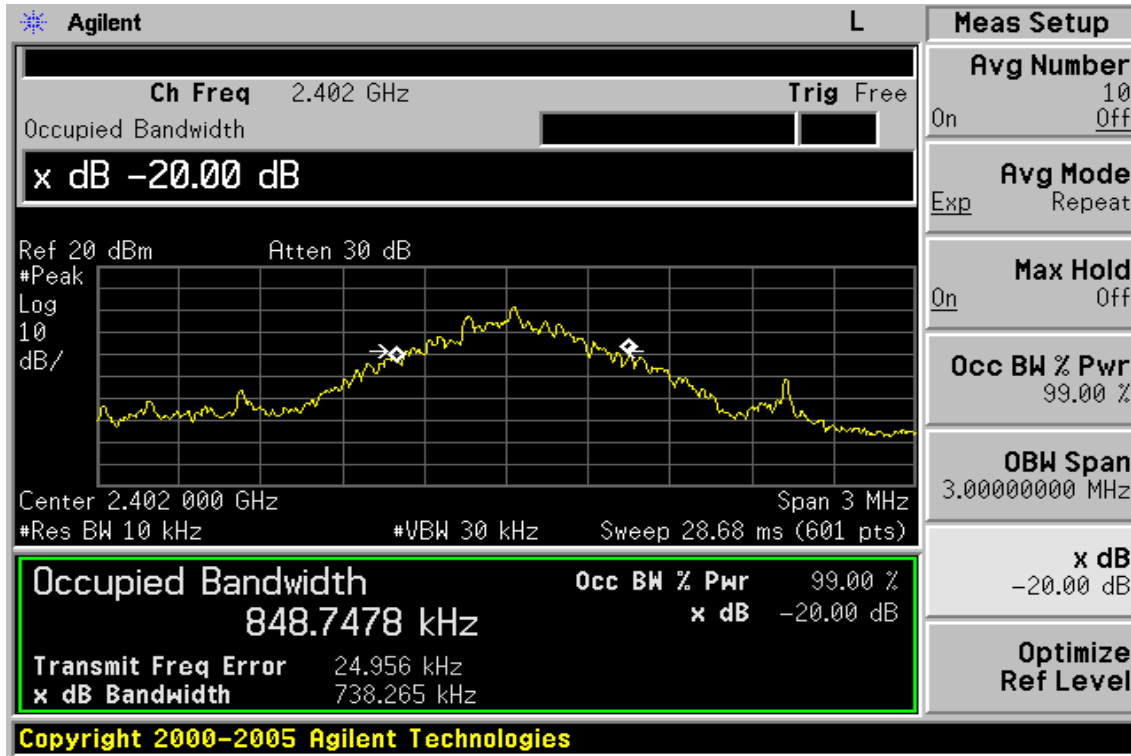 Agilent L
Ch Freq 2.402 GHz Trig Free
Occupied Bandwidth
x dB -20.00 dB
Ref 20 dBm Atten 30 dB
#Peak
Log
10
dB/
Center 2.402 000 GHz Span 3 MHz
#Res BW 10 kHz #VBW 30 kHz Sweep 28.68 ms (601 pts)
Occupied Bandwidth Occ BW % Pwr 99.00 %
848.7478 kHz x dB -20.00 dB
Transmit Freq Error 24.956 kHz
x dB Bandwidth 738.265 kHz
Copyright 2000-2005 Agilent Technologies
Meas Setup
Avg Number
10
On Off
Avg Mode
Exp Repeat
Max Hold
On Off
Occ BW % Pwr
99.00 %
OBW Span
3.00000000 MHz
x dB
-20.00 dB
Optimize
Ref Level